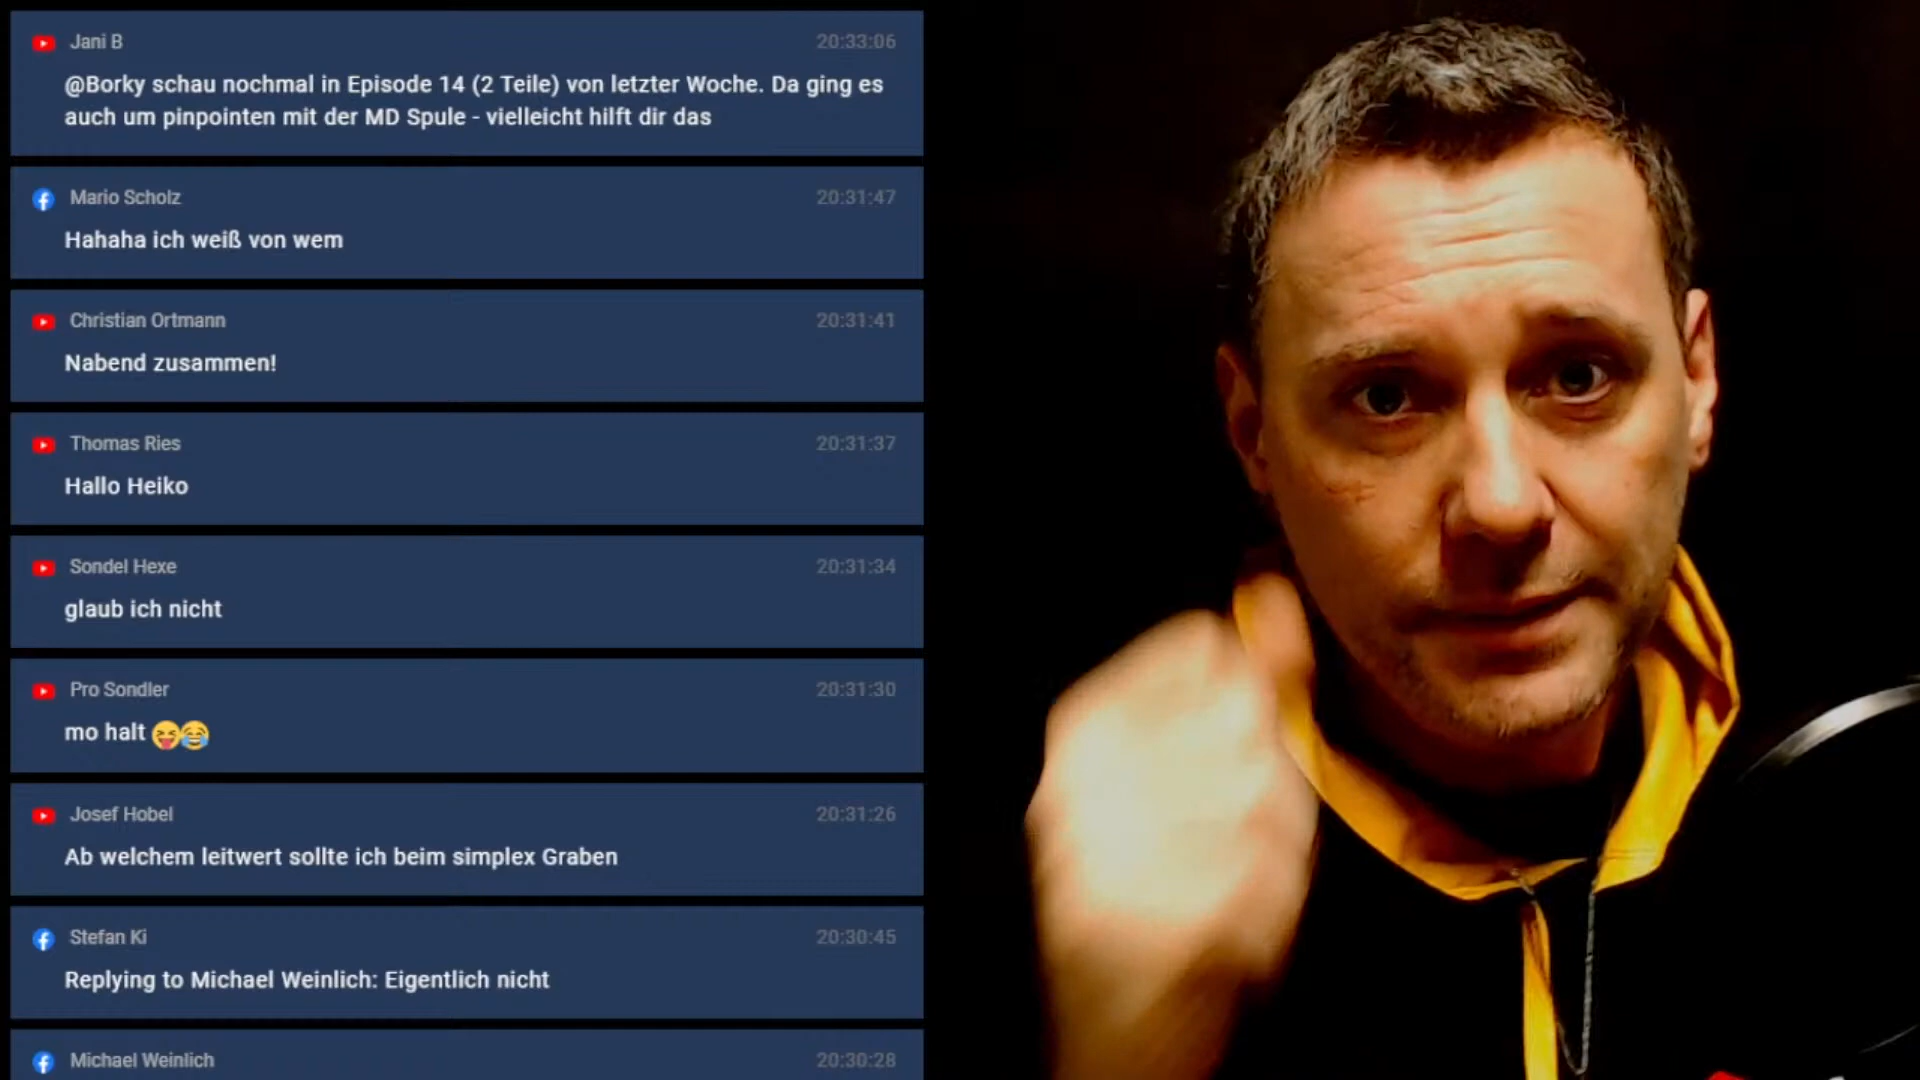 Jani B 20:33:06
@Borky schau nochmal in Episode 14 (2 Teile) von letzter Woche. Da ging es
auch um pinpointen mit der MD Spule - vielleicht hilft dir das
Mario Scholz 20:31:47
Hahaha ich weiß von wem
Christian Ortmann 20:31:41
Nabend zusammen!
Thomas Ries 20:31:37
Hallo Heiko
Sondel Hexe 20:31:34
glaub ich nicht
Pro Sondler 20:31:30
mo halt 😝😂
Josef Hobel 20:31:26
Ab welchem leitwert sollte ich beim simplex Graben
Stefan Ki 20:30:45
Replying to Michael Weinlich: Eigentlich nicht
Michael Weinlich 20:30:28